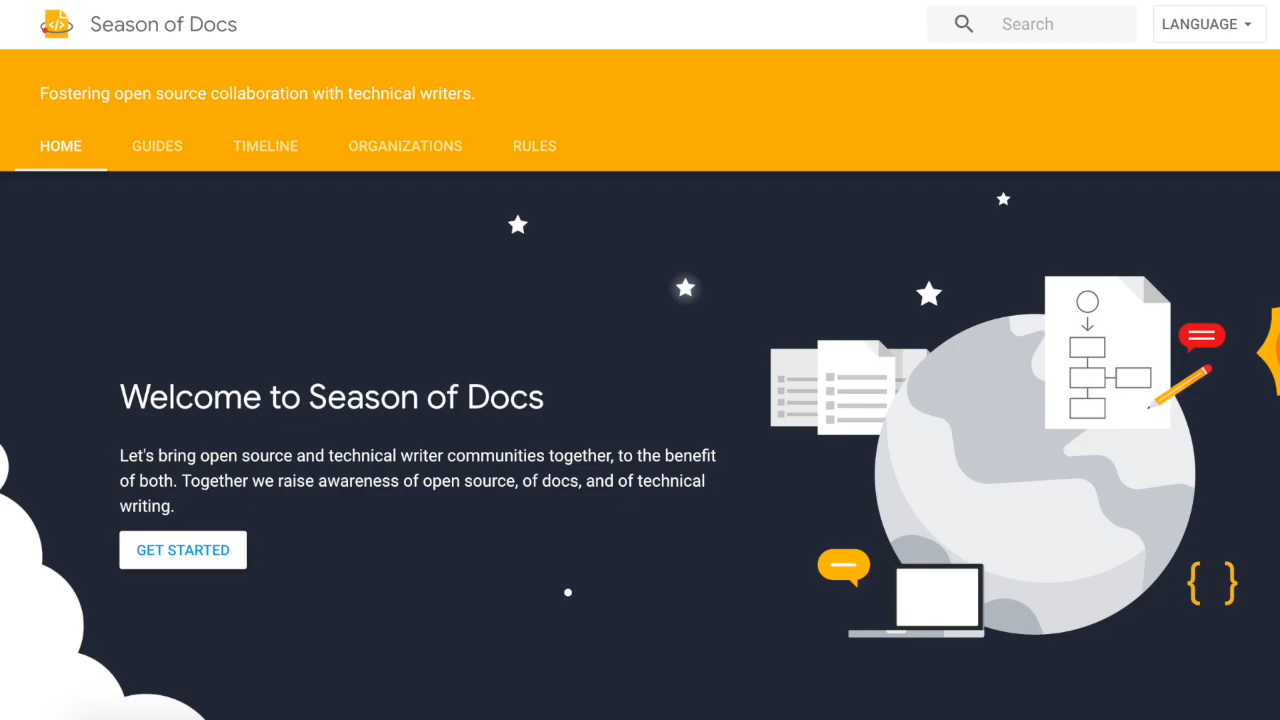 Season of Docs
Search
LANGUAGE
Fostering open source collaboration with technical writers.
HOME
GUIDES
TIMELINE
ORGANIZATIONS
RULES
Welcome to Season of Docs
Let's bring open source and technical writer communities together, to the benefit
of both. Together we raise awareness of open source, of docs, and of technical
writing.
GET STARTED
{ }